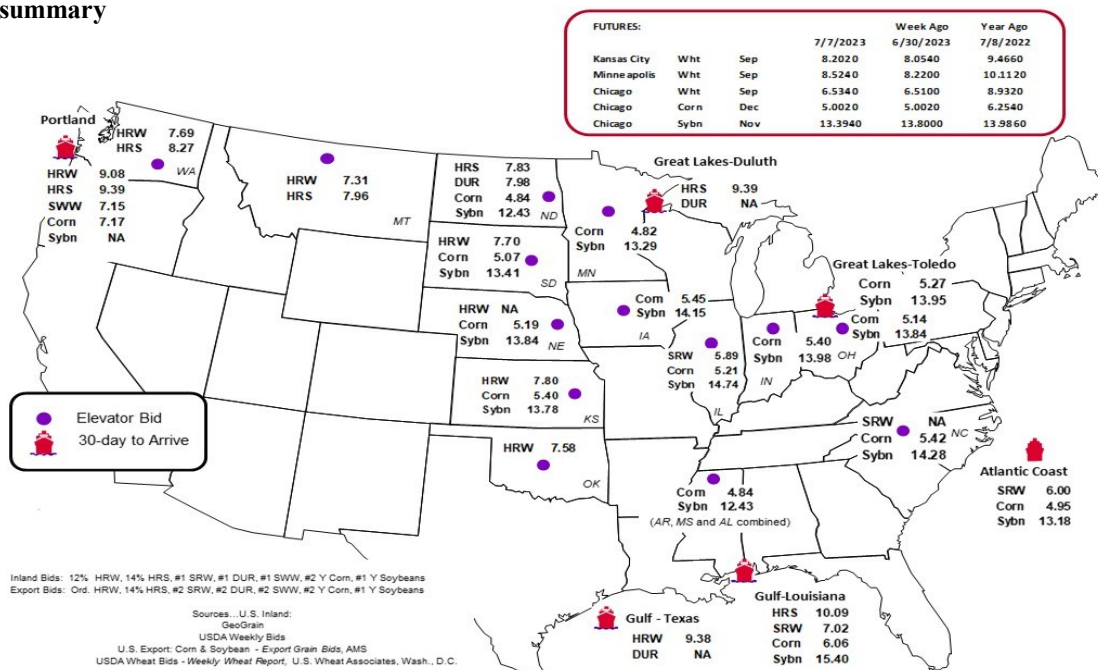 summary
FUTURES: Week Ago Year Ago
7/7/2023 6/30/2023 7/8/2022
Kansas City Wht Sep 8.2020 8.0540 9.4660
Minneapolis Wht Sep 8.5240 8.2200 10.1120
Chicago Wht Sep 6.5340 6.5100 8.9320
Chicago Corn Dec 5.0020 5.0020 6.2540
Chicago Sybn Nov 13.3940 13.8000 13.9860
Portland
HRW 9.08
HRS 9.39
SWW 7.15
Corn 7.17
Sybn NA
HRW 7.69
HRS 8.27
WA
HRW 7.31
HRS 7.96
MT
HRS 7.83
DUR 7.98
Corn 4.84
Sybn 12.43
ND
Great Lakes-Duluth
HRS 9.39
DUR NA
Corn 4.82
Sybn 13.29
MN
HRW 7.70
Corn 5.07
Sybn 13.41
SD
Great Lakes-Toledo
Corn 5.27
Sybn 13.95
Corn 5.14
Sybn 13.84
OH
HRW NA
Corn 5.19
Sybn 13.84
NE
Corn 5.45
Sybn 14.15
IA
SRW 5.89
Corn 5.21
Sybn 14.74
IL
Corn 5.40
Sybn 13.98
IN
HRW 7.80
Corn 5.40
Sybn 13.78
KS
Elevator Bid
30-day to Arrive
HRW 7.58
OK
SRW NA
Corn 5.42
Sybn 14.28
NC
Atlantic Coast
SRW 6.00
Corn 4.95
Sybn 13.18
Corn 4.84
Sybn 12.43
(AR, MS and AL combined)
Inland Bids: 12% HRW, 14% HRS, #1 SRW, #1 DUR, #1 SWW, #2 Y Corn, #1 Y Soybeans
Export Bids: Ord. HRW, 14% HRS, #2 SRW, #2 DUR, #2 SWW, #2 Y Corn, #1 Y Soybeans
Gulf-Louisiana
HRS 10.09
SRW 7.02
Corn 6.06
Sybn 15.40
Gulf - Texas
HRW 9.38
DUR NA
Sources...U.S. Inland:
GeoGrain
USDA Weekly Bids
U.S. Export: Corn & Soybean - Export Grain Bids, AMS
USDA Wheat Bids - Weekly Wheat Report, U.S. Wheat Associates, Wash., D.C.